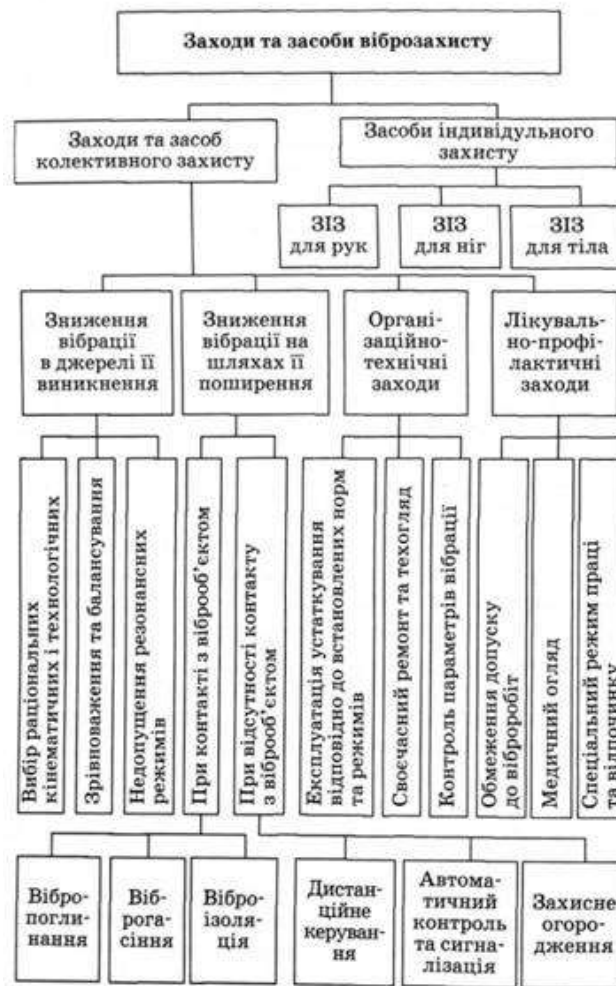 Заходи та засоби віброзахисту
Заходи та засоб
колективного захисту
Засоби індивідульного
захисту
ЗІЗ
для рук
ЗІЗ
для ніг
ЗІЗ
для тіла
Зниження
вібрації
в джерелі її
виникнення
Зниження
вібрації на
шляхах її
поширення
Органі-
заційно-
технічні
заходи
Лікуваль-
но-профі-
лактичні
заходи
Вибір раціональних
кінематичних і технологічних
Зрівноваження та балансування
Недопущення резонансних
режимів
При контакті з віброоб’єктом
При відсутності контакту
з віброоб’єктом
Експлуатація устаткування
відповідно до встановлених норм
та режимів
Своєчасний ремонт та техогляд
Контроль параметрів вібрації
Обмеження допуску
до віброробіт
Медичний огляд
Спеціальний режим праці
та відпочинку
Вібро-
погли-
нання
Віб-
рога-
сіння
Вібро-
ізоля-
ція
Дистан-
ційне
керуван-
ня
Автома-
тичний
контроль
та сигна-
лізація
Захисне
огоро-
дження